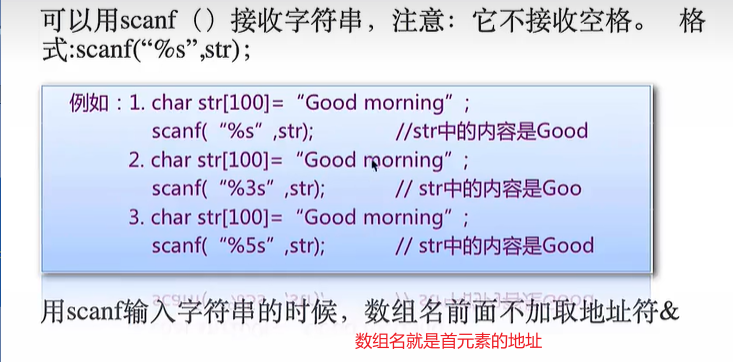 可以用scanf（）接收字符串，注意：它不接收空格。 格
式:scanf(“%s”,str);
例如：1. char str[100]=“Good morning”;
scanf(“%s”,str); //str中的内容是Good
2. char str[100]=“Good morning”;
scanf(“%3s”,str); // str中的内容是Goo
3. char str[100]=“Good morning”;
scanf(“%5s”,str); // str中的内容是Good
用scanf输入字符串的时候，数组名前面不加取地址符&
数组名就是首元素的地址